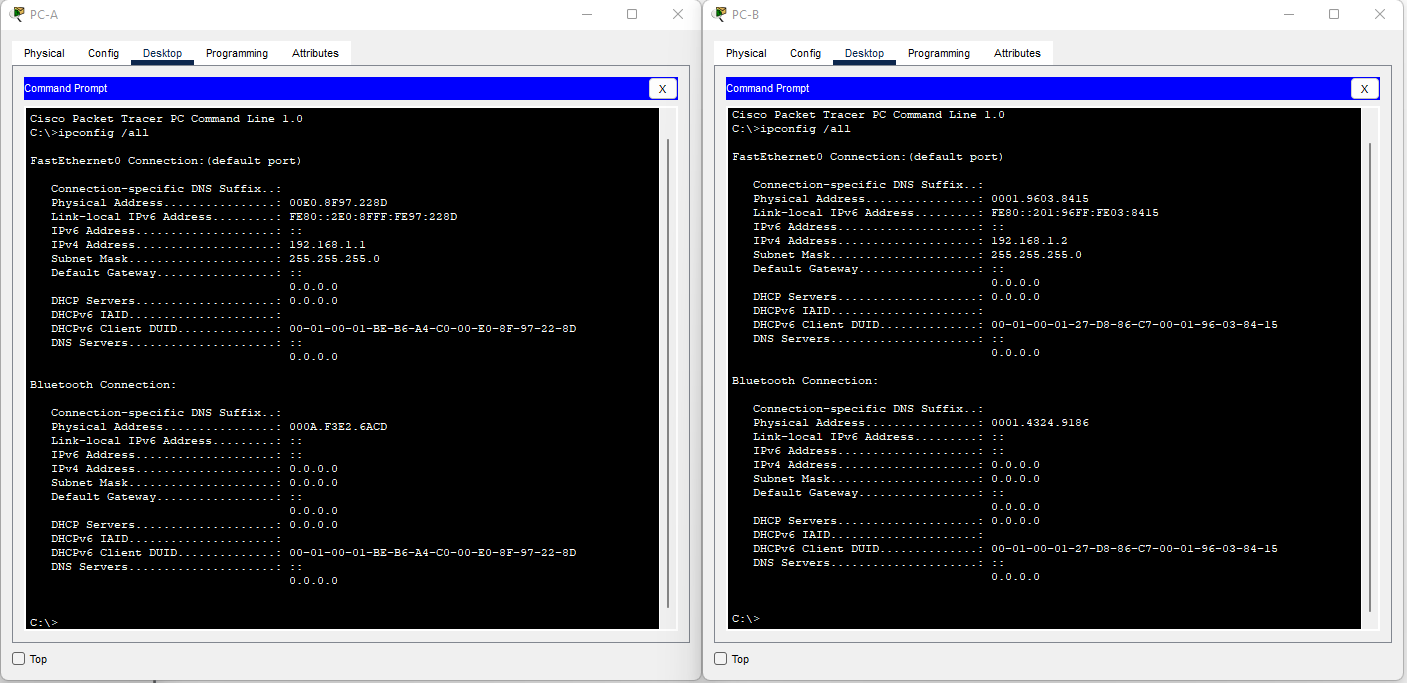 PC-A
Physical Config Desktop Programming Attributes
Command Prompt
X
Cisco Packet Tracer PC Command Line 1.0
C:\>ipconfig /all
FastEthernet0 Connection:(default port)
Connection-specific DNS Suffix..:
Physical Address................: 00E0.8F97.228D
Link-local IPv6 Address.........: FE80::2E0:8FFF:FE97:228D
IPv6 Address....................: ::
IPv4 Address....................: 192.168.1.1
Subnet Mask.....................: 255.255.255.0
Default Gateway.................: ::
0.0.0.0
DHCP Servers....................: 0.0.0.0
DHCPv6 IAID.....................:
DHCPv6 Client DUID..............: 00-01-00-01-BE-B6-A4-C0-00-E0-8F-97-22-8D
DNS Servers.....................: ::
0.0.0.0
Bluetooth Connection:
Connection-specific DNS Suffix..:
Physical Address................: 000A.F3E2.6ACD
Link-local IPv6 Address.........: ::
IPv6 Address....................: ::
IPv4 Address....................: 0.0.0.0
Subnet Mask.....................: 0.0.0.0
Default Gateway.................: ::
0.0.0.0
DHCP Servers....................: 0.0.0.0
DHCPv6 IAID.....................:
DHCPv6 Client DUID..............: 00-01-00-01-BE-B6-A4-C0-00-E0-8F-97-22-8D
DNS Servers.....................: ::
0.0.0.0
C:\>
Top
PC-B
Physical Config Desktop Programming Attributes
Command Prompt
X
Cisco Packet Tracer PC Command Line 1.0
C:\>ipconfig /all
FastEthernet0 Connection:(default port)
Connection-specific DNS Suffix..:
Physical Address................: 0001.9603.8415
Link-local IPv6 Address.........: FE80::201:96FF:FE03:8415
IPv6 Address....................: ::
IPv4 Address....................: 192.168.1.2
Subnet Mask.....................: 255.255.255.0
Default Gateway.................: ::
0.0.0.0
DHCP Servers....................: 0.0.0.0
DHCPv6 IAID.....................:
DHCPv6 Client DUID..............: 00-01-00-01-27-D8-86-C7-00-01-96-03-84-15
DNS Servers.....................: ::
0.0.0.0
Bluetooth Connection:
Connection-specific DNS Suffix..:
Physical Address................: 0001.4324.9186
Link-local IPv6 Address.........: ::
IPv6 Address....................: ::
IPv4 Address....................: 0.0.0.0
Subnet Mask.....................: 0.0.0.0
Default Gateway.................: ::
0.0.0.0
DHCP Servers....................: 0.0.0.0
DHCPv6 IAID.....................:
DHCPv6 Client DUID..............: 00-01-00-01-27-D8-86-C7-00-01-96-03-84-15
DNS Servers.....................: ::
0.0.0.0
C:\>
Top